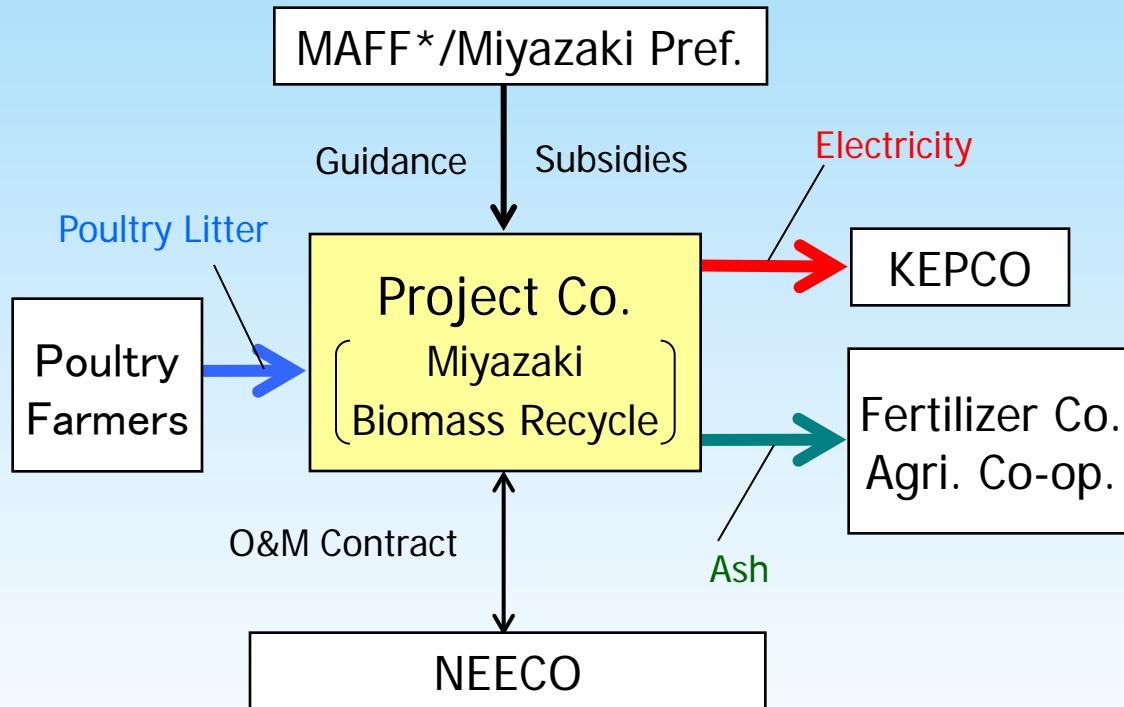 MAFF*/Miyazaki Pref.
Guidance
Subsidies
Electricity
Poultry Litter
Project Co.
Miyazaki
Biomass Recycle
KEPCO
Poultry
Farmers
Fertilizer Co.
Agri. Co-op.
O&M Contract
Ash
NEECO